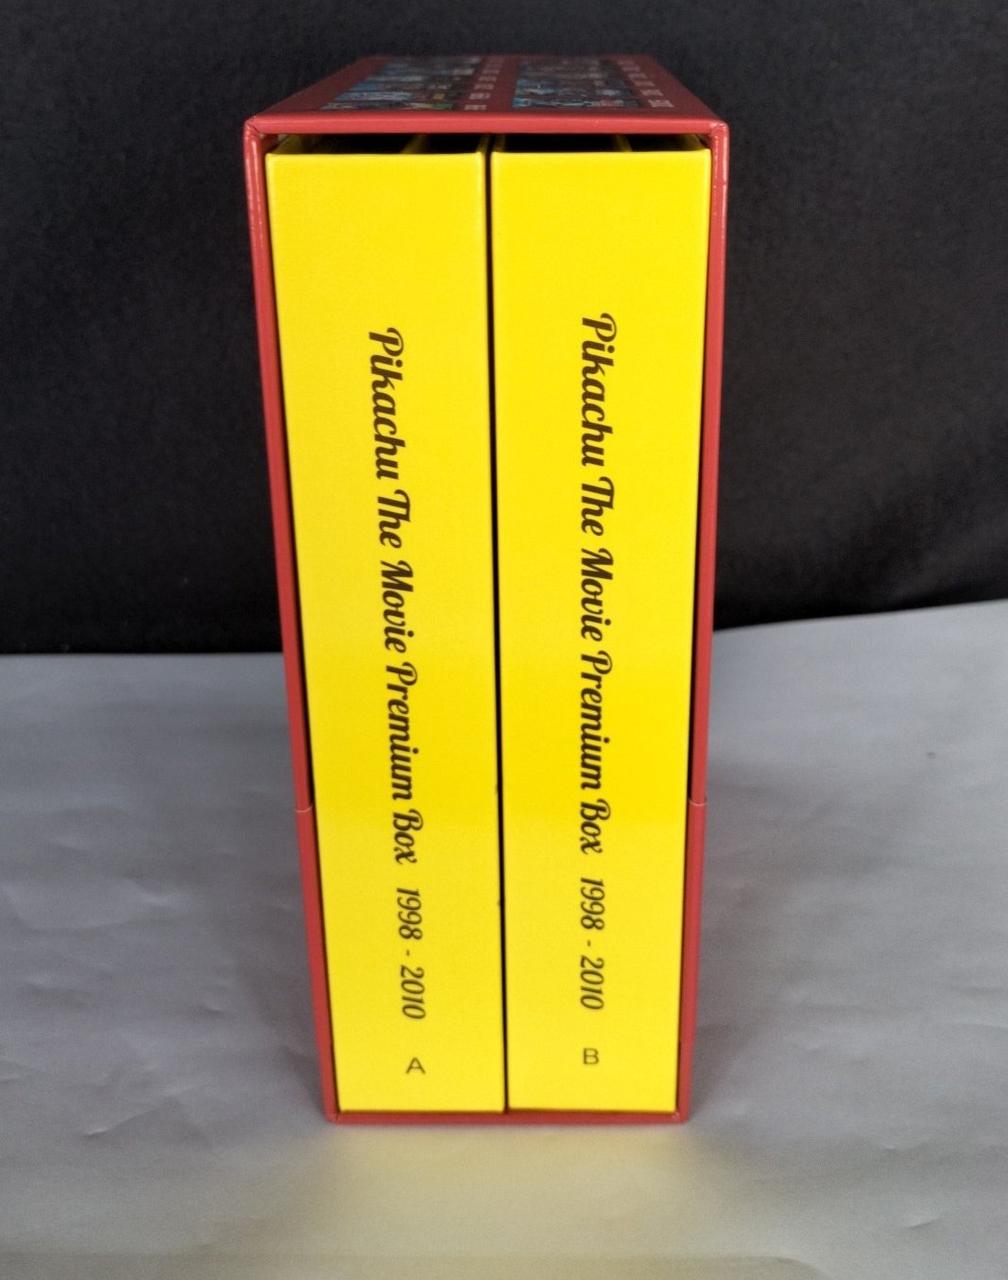 Pikachu The Movie Premium Box 1998 - 2010 A
Pikachu The Movie Premium Box 1998 - 2010 B